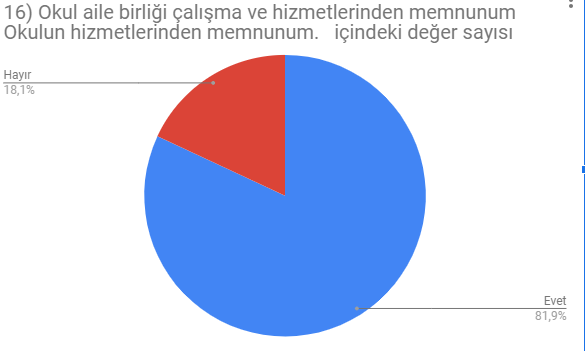 16) Okul aile birliği çalışma ve hizmetlerinden memnunum
Okulun hizmetlerinden memnunum.   içindeki değer sayısı
Hayır
18,1%
Evet
81,9%